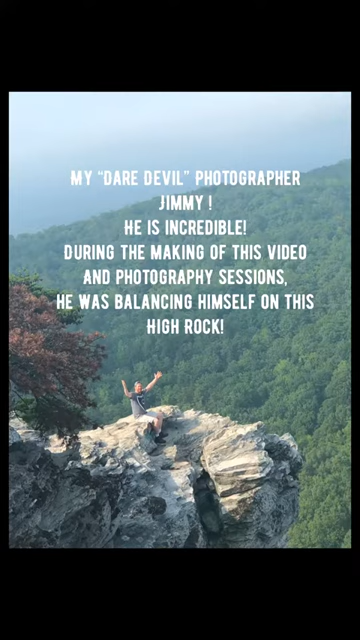 MY “DARE DEVIL” PHOTOGRAPHER
JIMMY !
HE IS INCREDIBLE!
DURING THE MAKING OF THIS VIDEO
AND PHOTOGRAPHY SESSIONS,
HE WAS BALANCING HIMSELF ON THIS
HIGH ROCK!